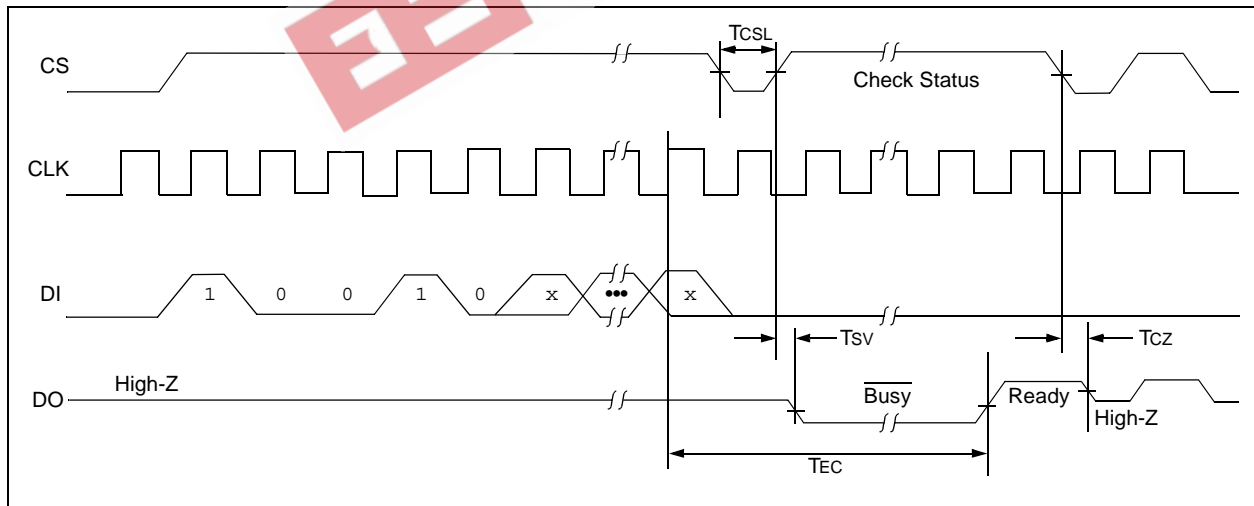 TCSL
CS
Check Status
CLK
DI
1 0 0 1 0 x ••• x
TSV
TCZ
High-Z
DO
Busy
Ready
High-Z
TEC